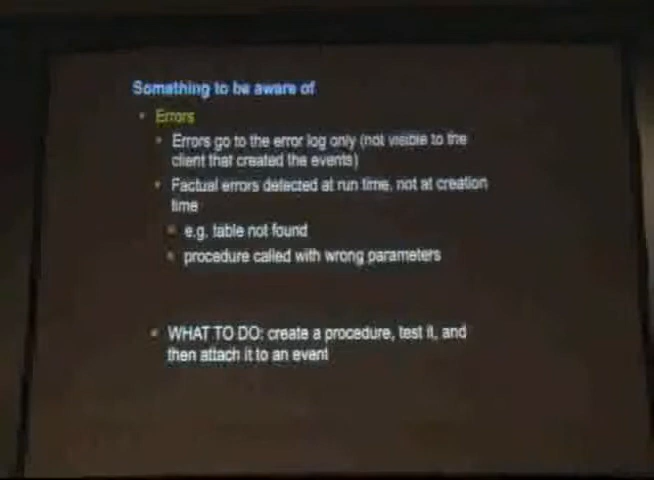 Something to be aware of
Errors
Errors go to the error log only (not visible to the
client that created the events)
Factual errors detected at run time, not at creation
time
e.g. table not found
procedure called with wrong parameters
WHAT TO DO: create a procedure, test it, and
then attach it to an event